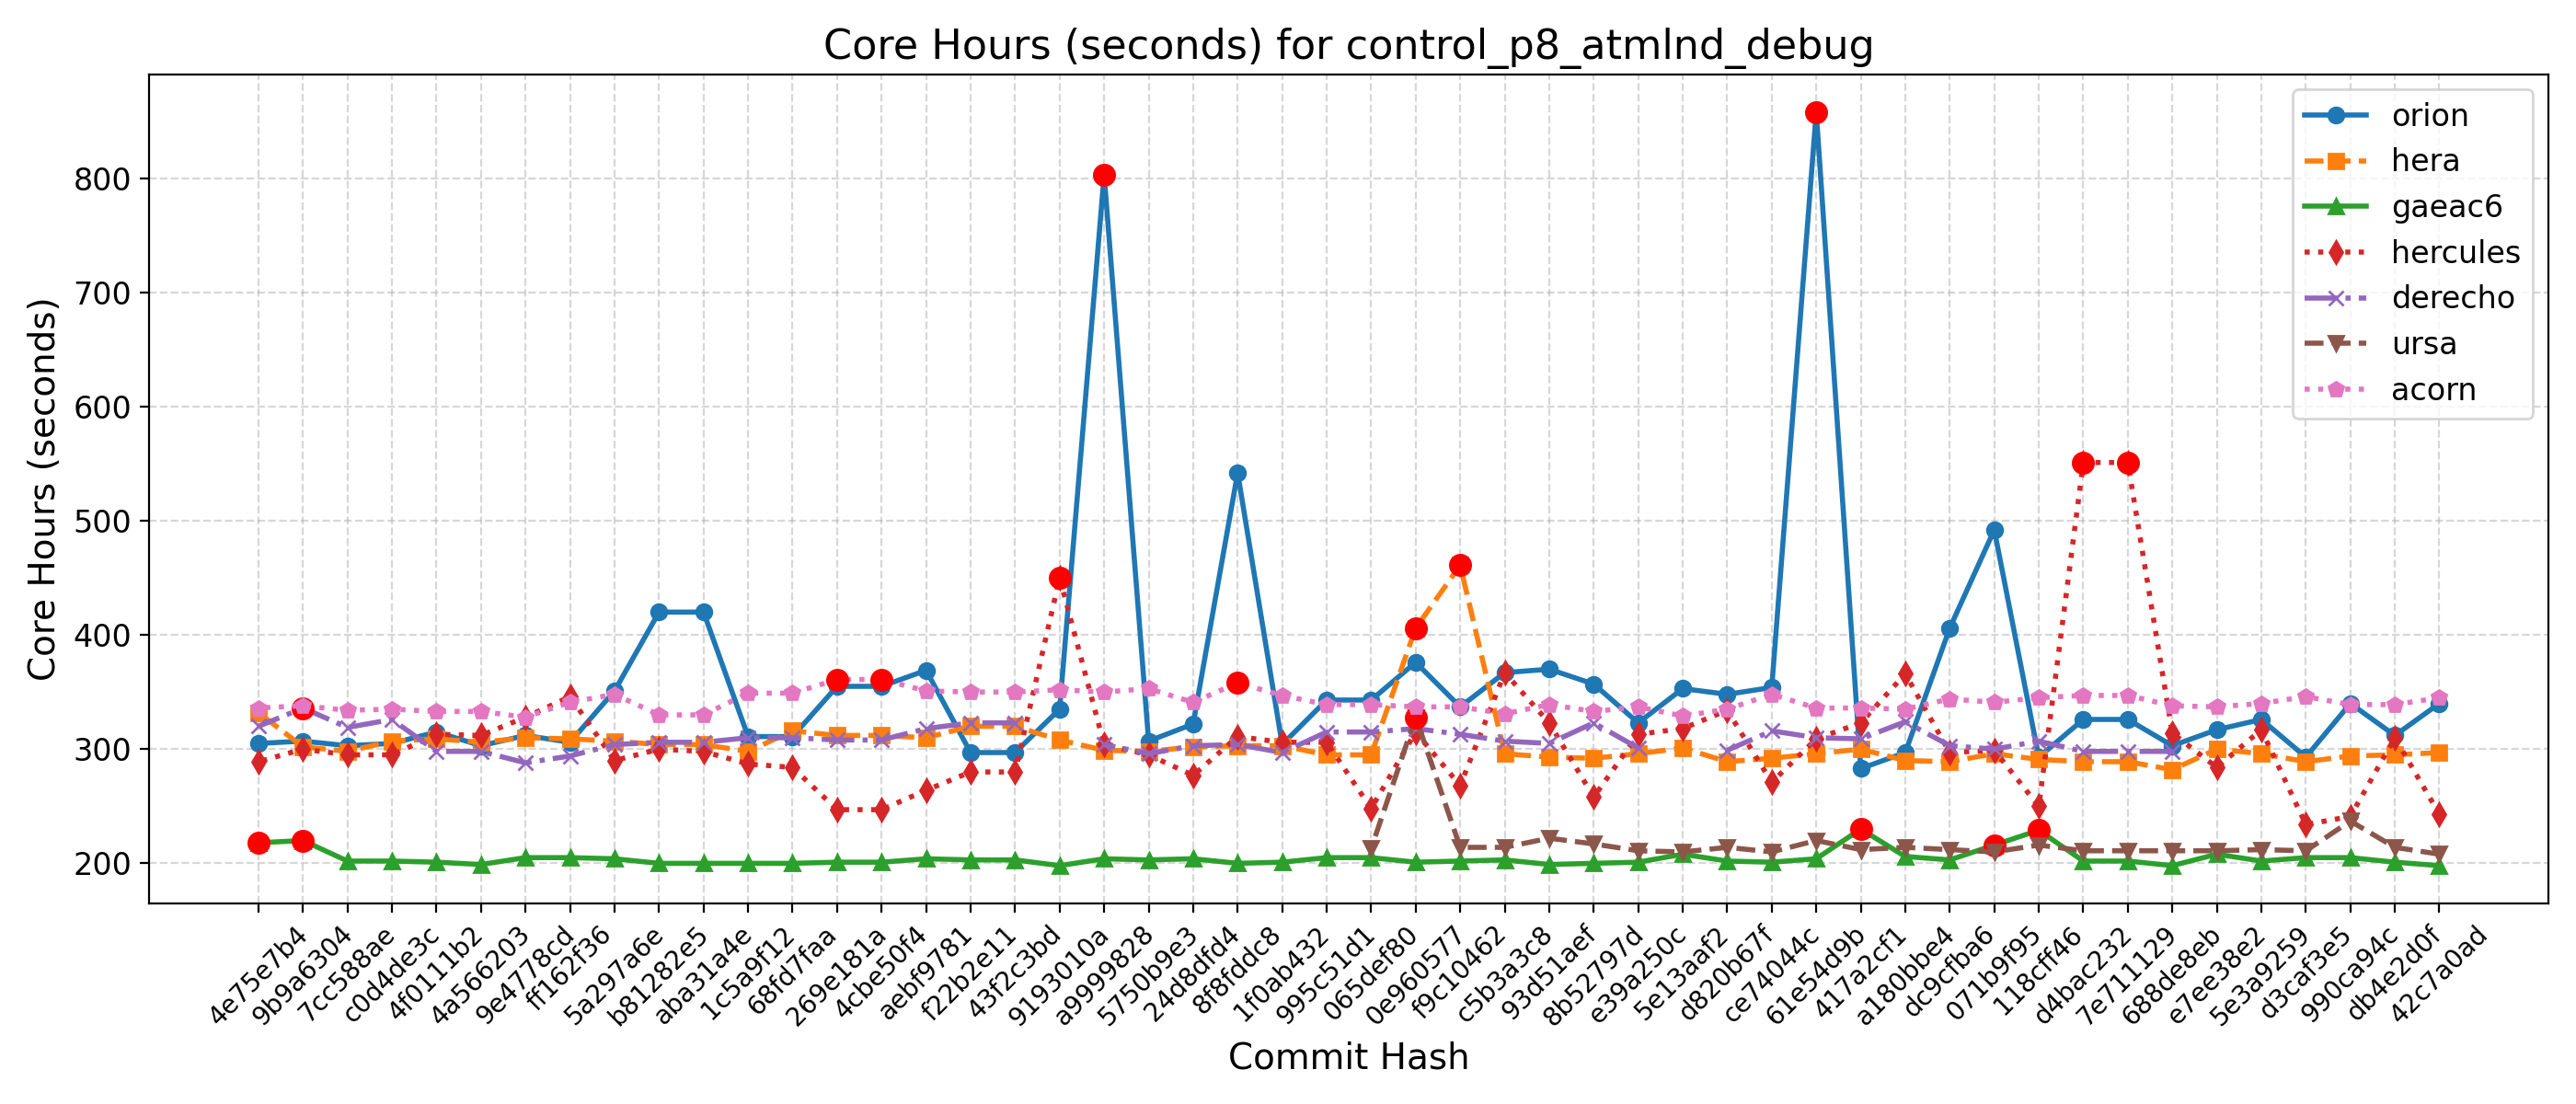 Core Hours (seconds) for control_p8_atmlnd_debug
Core Hours (seconds)
800
700
600
500
400
300
200
orion
hera
gaeac6
hercules
derecho
ursa
acorn
4e75e7b4
9b9a6304
7cc588ae
c0d4de3c
4f0111b2
4a566203
9e4778cd
ff162f36
5a297a6e
b81282e5
aba31a4e
1c5a9f12
68fd7faa
269e181a
4cbe50f4
aebf9781
f22b2e11
43f2c3bd
9193010a
a9999828
5750b9e3
24d8dfd4
8f8fddc8
1f0ab432
995c51d1
065def80
0e960577
f9c10462
c5b3a3c8
93d51aef
8b52797d
e39a250c
5e13aaf2
d820b67f
ce74044c
61e54d9b
417a2cf1
a180bbe4
dc9cfba6
071b9f95
118cff46
d4bac232
7e711129
688de8eb
e7ee38e2
5e3a9259
d3caf3e5
990ca94c
db4e2d0f
42c7a0ad
Commit Hash